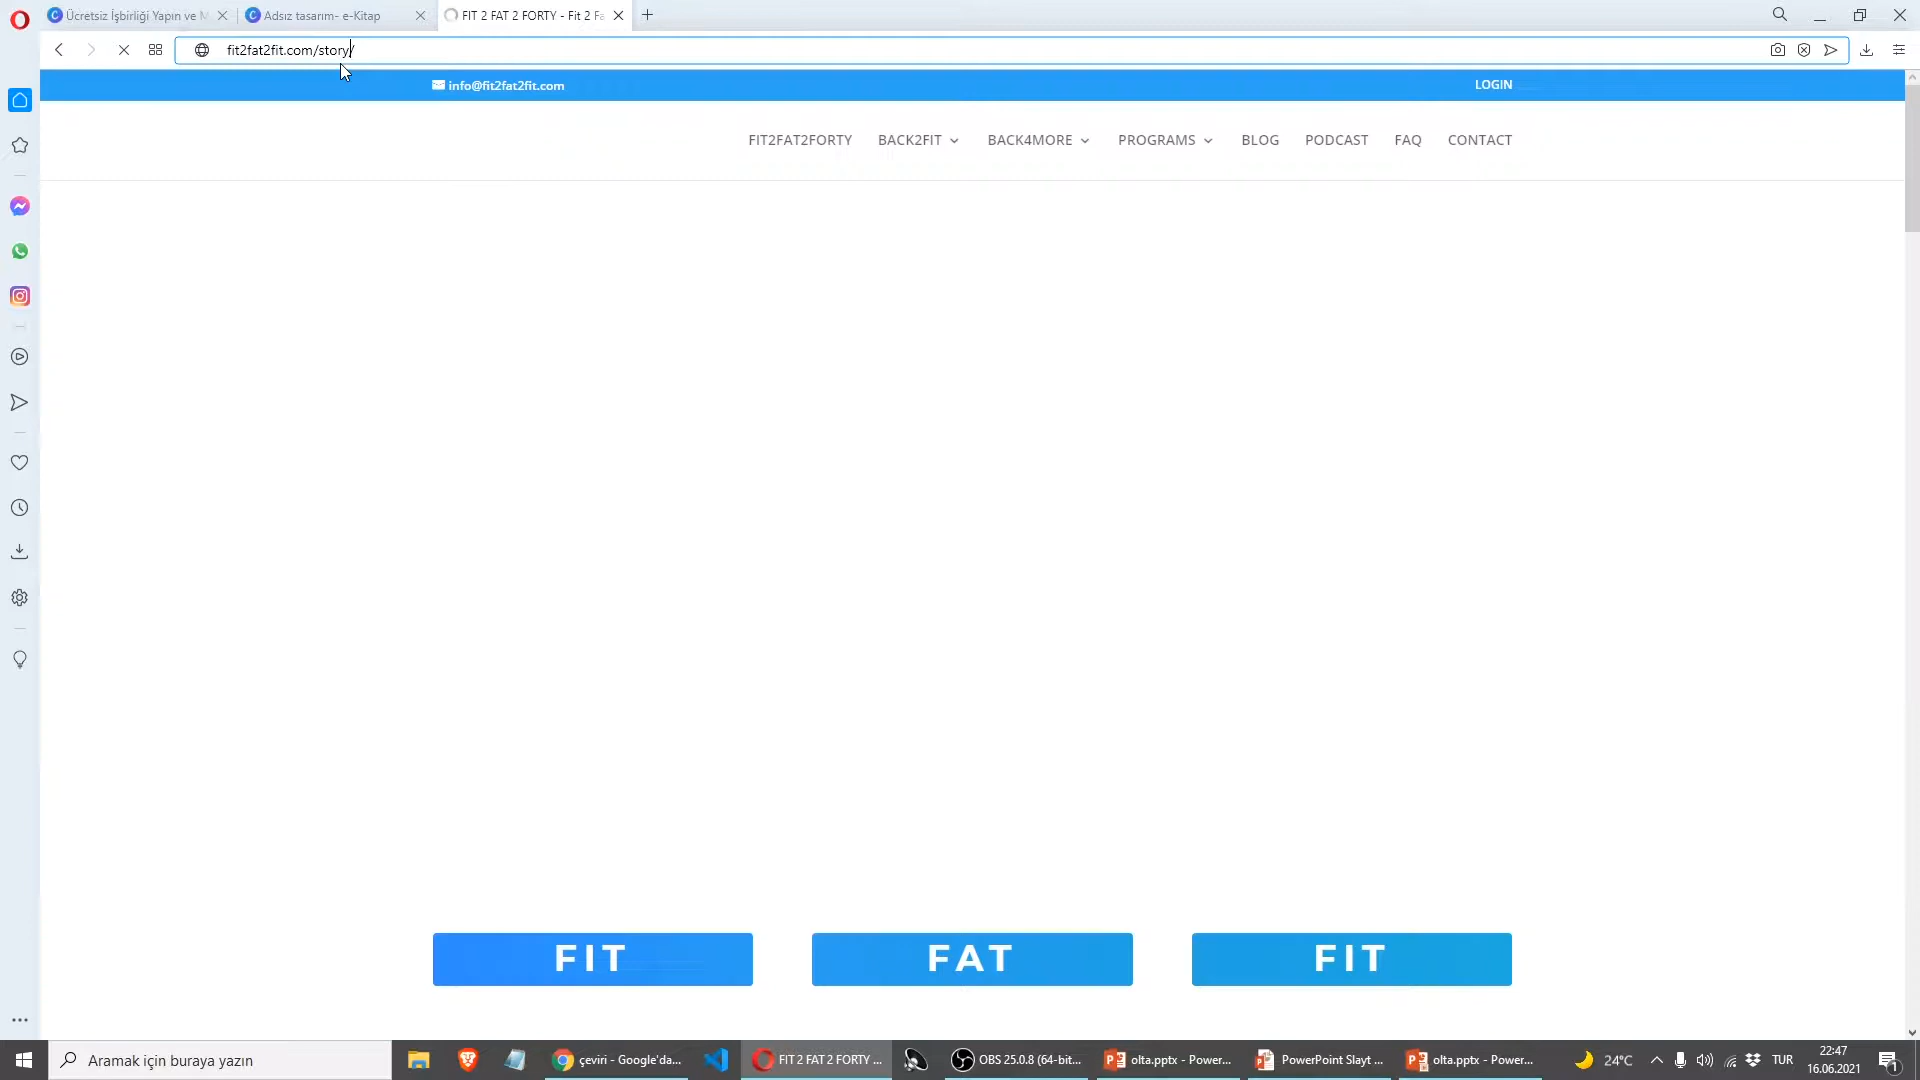 Ücretsiz İşbirliği Yapın ve M
Adsız tasarım- e-Kitap
FIT 2 FAT 2 FORTY - Fit 2 Fa
fit2fat2fit.com/story/
info@fit2fat2fit.com
LOGIN
FIT2FAT2FORTY
BACK2FIT
BACK4MORE
PROGRAMS
BLOG
PODCAST
FAQ
CONTACT
FIT
FAT
FIT
Aramak için buraya yazın
çeviri - Google'da...
FIT 2 FAT 2 FORTY ...
OBS 25.0.8 (64-bit...
olta.pptx - Power...
PowerPoint Slayt ...
olta.pptx - Power...
24°C
TUR
22:47
16.06.2021
1